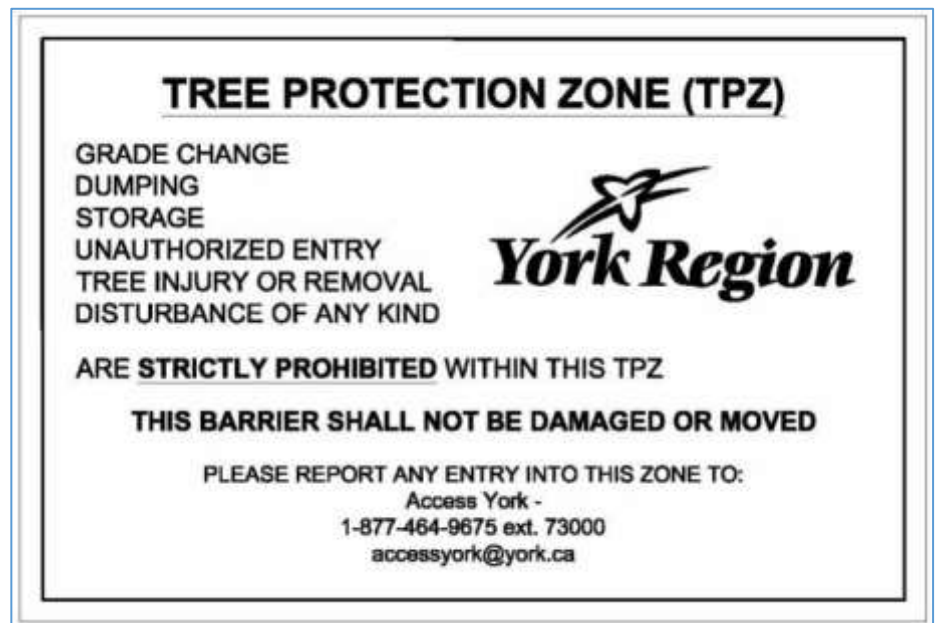 TREE PROTECTION ZONE (TPZ)
GRADE CHANGE
DUMPING
STORAGE
UNAUTHORIZED ENTRY
TREE INJURY OR REMOVAL
DISTURBANCE OF ANY KIND
York Region
ARE STRICTLY PROHIBITED WITHIN THIS TPZ
THIS BARRIER SHALL NOT BE DAMAGED OR MOVED
PLEASE REPORT ANY ENTRY INTO THIS ZONE TO:
Access York -
1-877-464-9675 ext. 73000
accessyork@york.ca